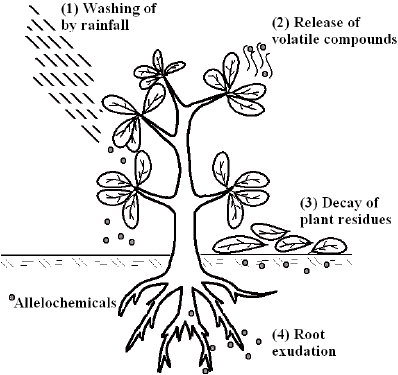 (1) Washing of
by rainfall
(2) Release of
volatile compounds
(3) Decay of
plant residues
Allelochemicals
(4) Root
exudation